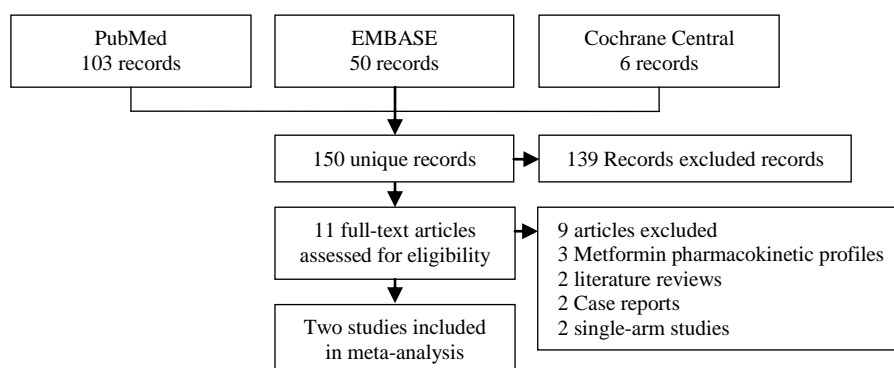 PubMed
103 records
EMBASE
50 records
Cochrane Central
6 records
150 unique records
139 Records excluded records
11 full-text articles
assessed for eligibility
9 articles excluded
3 Metformin pharmacokinetic profiles
2 literature reviews
2 Case reports
2 single-arm studies
Two studies included
in meta-analysis